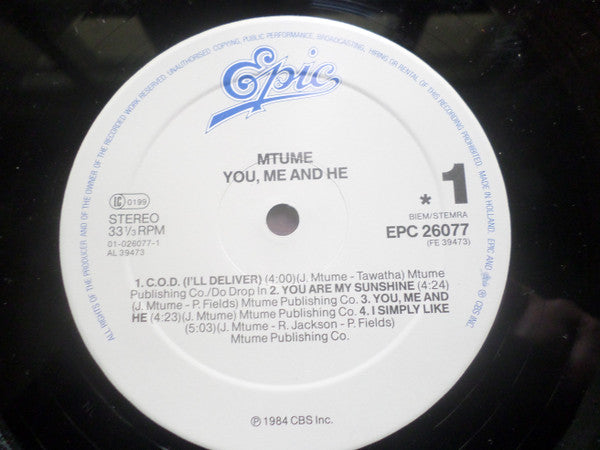 ALL RIGHTS OF THE PRODUCER AND OF THE OWNER OF THE RECORDED WORK RESERVED. UNAUTHORISED COPYING, PUBLIC PERFORMANCE, BROADCASTING, HIRING OR RENTAL OF THIS RECORDING PROHIBITED. MADE IN HOLLAND. EPIC AND Epic ® CBS INC.
Epic
MTUME
YOU, ME AND HE
LC 0199
STEREO
33⅓ RPM
01-026077-1
AL 39473
* 1
BIEM/STEMRA
EPC 26077
(FE 39473)
1. C.O.D. (I'LL DELIVER) (4:00)(J. Mtume - Tawatha) Mtume
Publishing Co./Do Drop In 2. YOU ARE MY SUNSHINE (4:24)
(J. Mtume - P. Fields) Mtume Publishing Co. 3. YOU, ME AND
HE (4:23)(J. Mtume) Mtume Publishing Co. 4. I SIMPLY LIKE
(5:03)(J. Mtume - R. Jackson - P. Fields)
Mtume Publishing Co.
℗ 1984 CBS Inc.